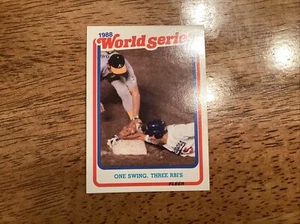 1988
World Series
ONE SWING, THREE RBI'S
FLEER